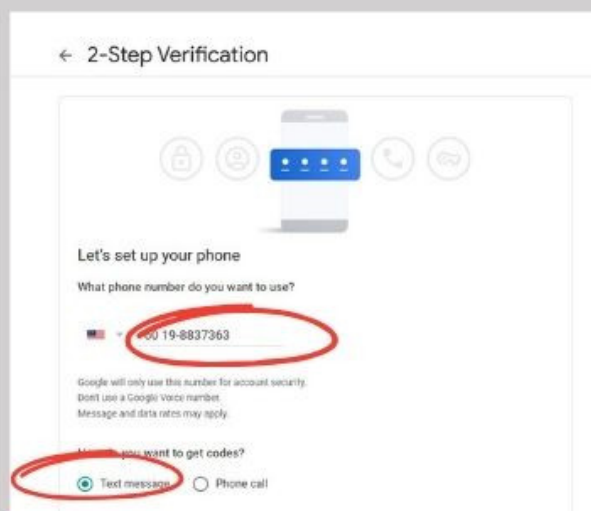 2-Step Verification
Let's set up your phone
What phone number do you want to use?
60 19-8837363
Google will only use this number for account security.
Don't use a Google Voice number.
Message and data rates may apply.
you want to get codes?
Text message
Phone call